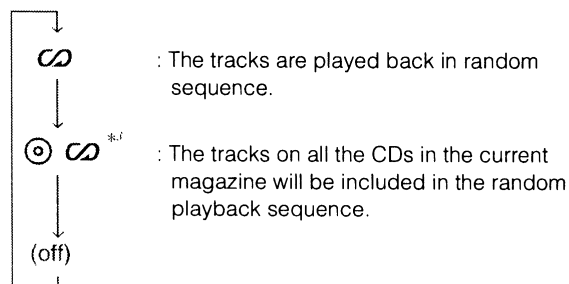 : The tracks are played back in random
sequence.
: The tracks on all the CDs in the current
magazine will be included in the random
playback sequence.
(off)